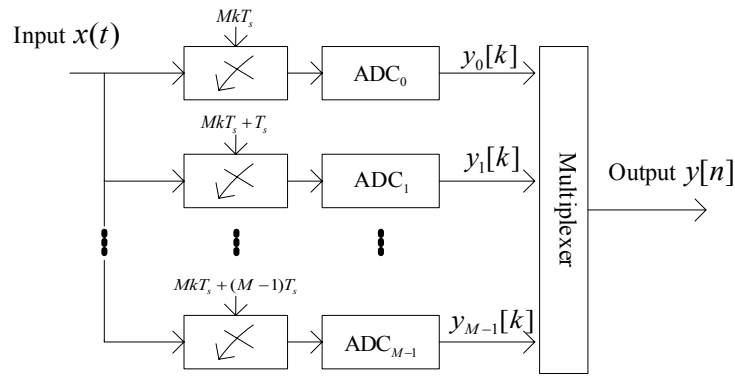 MkT_s
Input x(t)
ADC_0
y_0[k]
MkT_s + T_s
ADC_1
y_1[k]
Multiplexer
Output y[n]
MkT_s + (M −1)T_s
ADC_{M-1}
y_{M−1}[k]